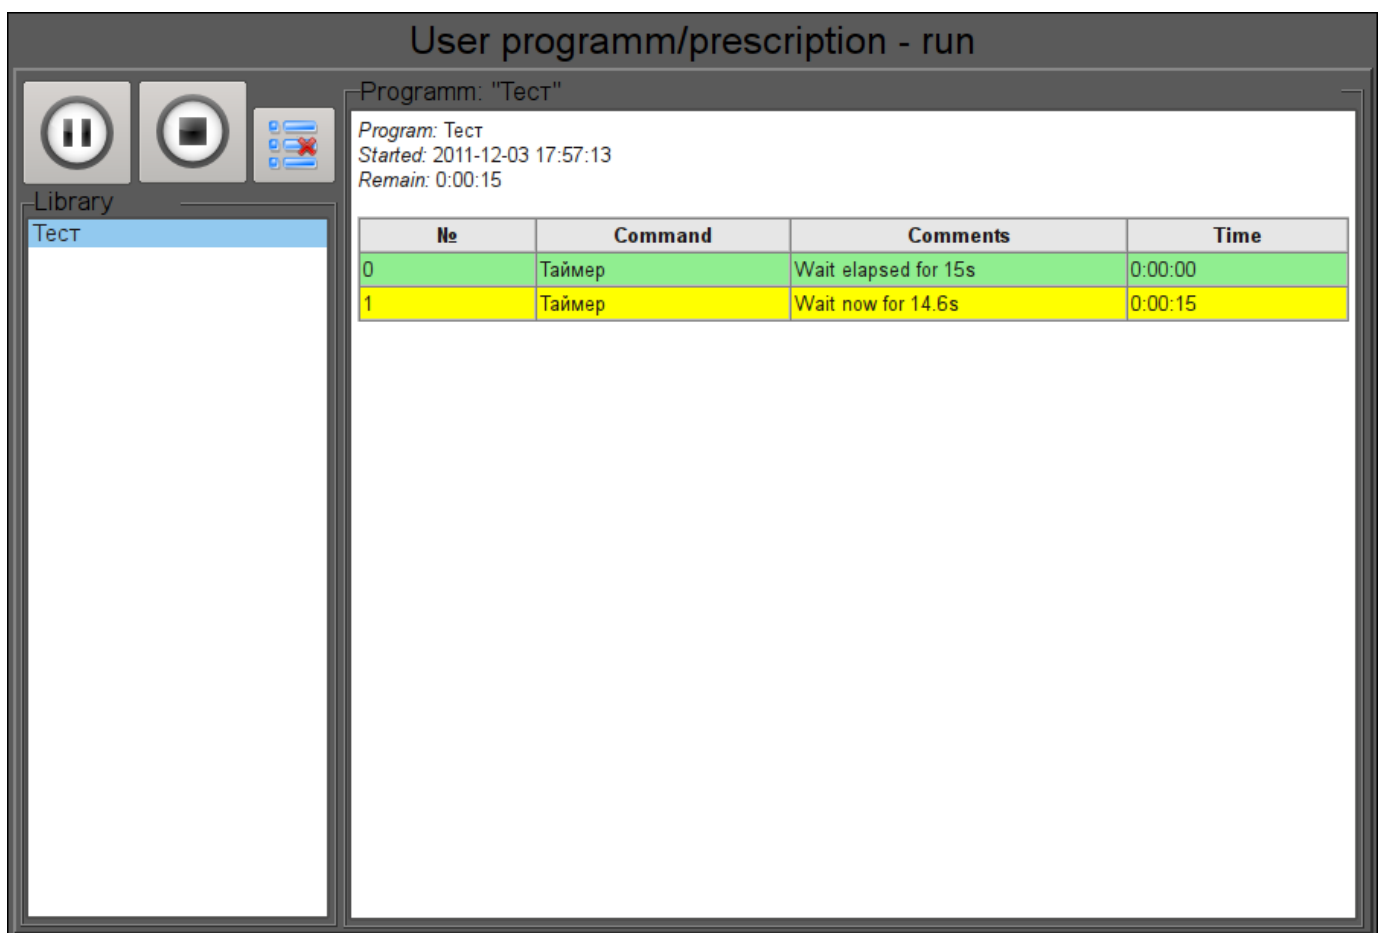 User programm/prescription - run
Programm: "Тест"
Program: Тест
Started: 2011-12-03 17:57:13
Remain: 0:00:15
Library
Тест
№ Command Comments Time
0 Таймер Wait elapsed for 15s 0:00:00
1 Таймер Wait now for 14.6s 0:00:15